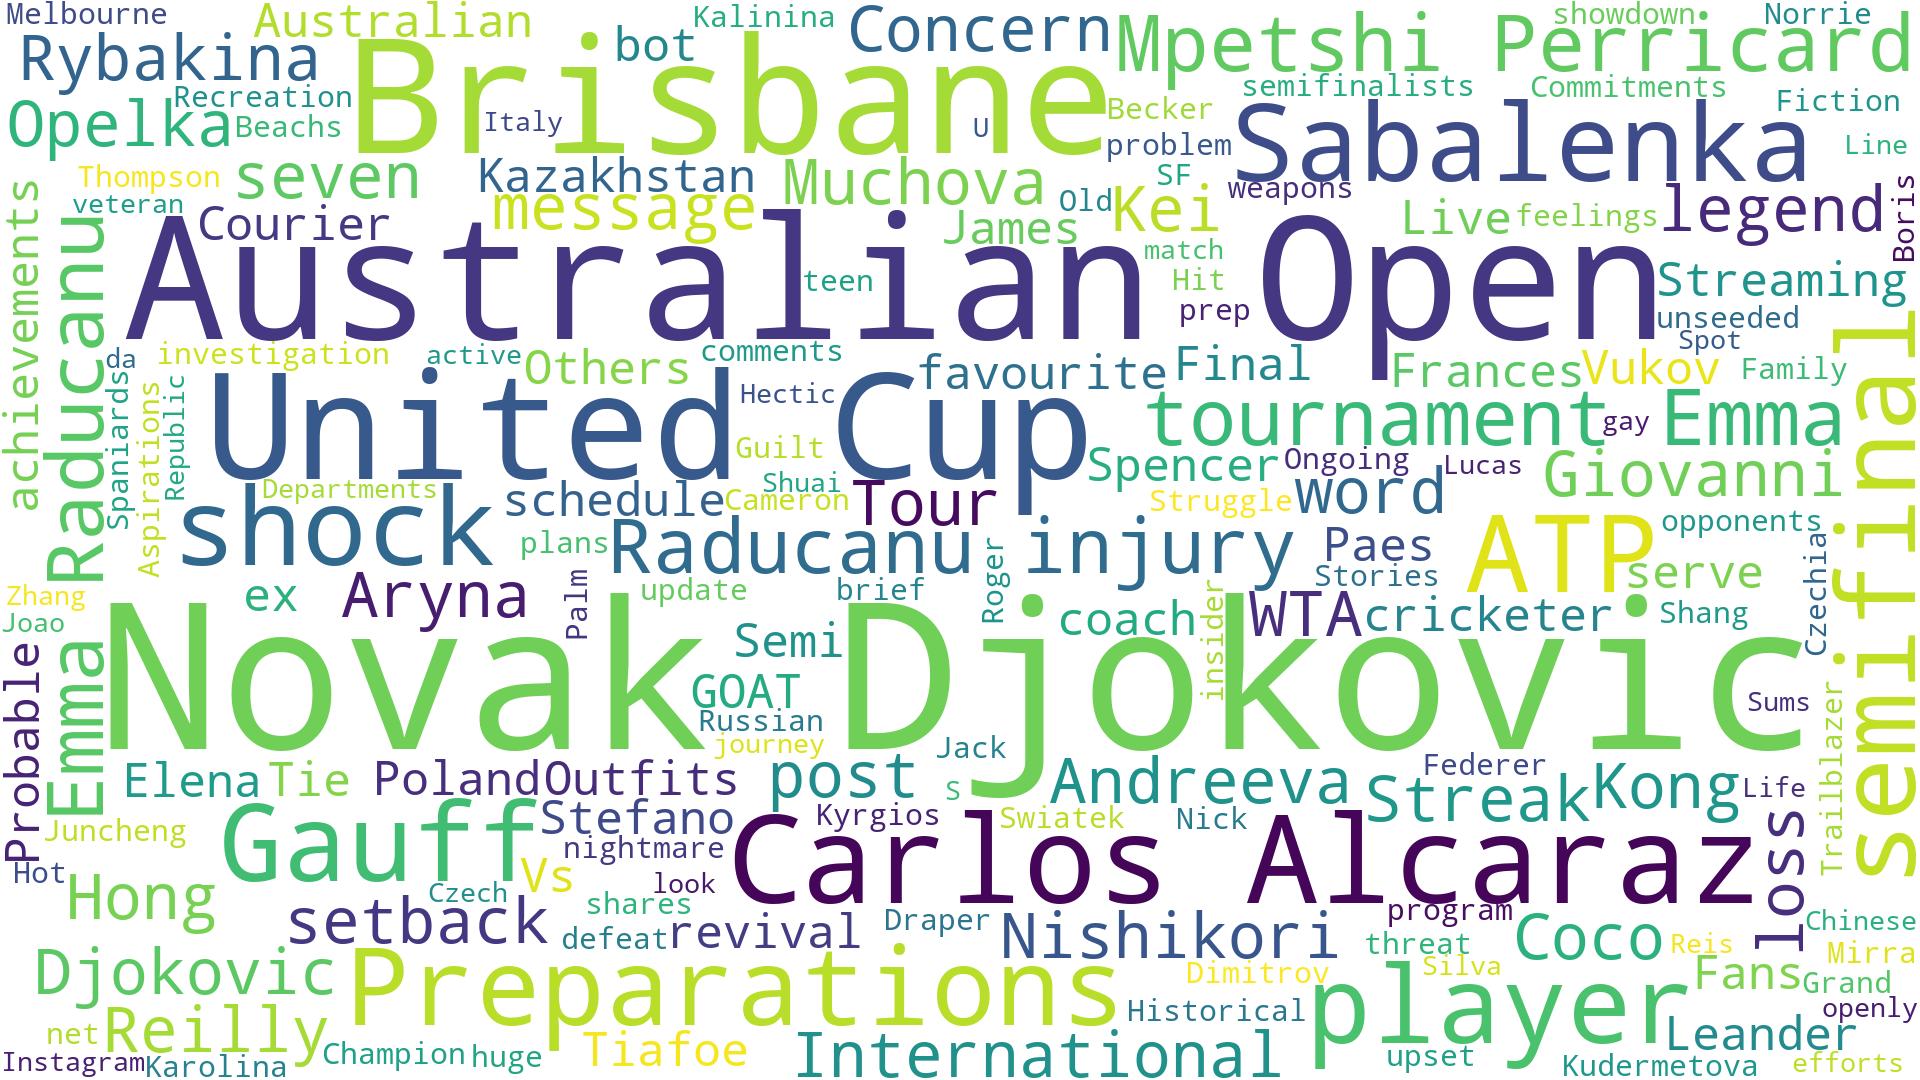 Melbourne
Australian
Kalinina
Concern
Mpetshi Perricard
showdown
Norrie
Rybakina
Brisbane
bot
semifinalists
Commitments
Fiction
Recreation
Opelka
Beachs
Italy
U
Becker
problem
Sabalenka
Line
Thompson
seven
Kazakhstan
Muchova
SF
weapons
veteran
message
Old
Kei
Live
feelings
legend
Boris
achievements
Raducanu
Courier
James
match
Australian Open
teen
Hit
prep
Streaming
unseeded
Spot
da
investigation
active
Others
comments
favourite
Final
Frances
Vukov
Family
Spaniards
Aspirations
Republic
United Cup
Hectic
tournament
gay
Emma
semifinal
Guilt
Spencer
Ongoing
Lucas
Giovanni
Departments
Shuai
shock
schedule
Cameron
Tour
Struggle
word
plans
Raducanu injury
Roger
Paes
ATP
opponents
Czechia
Zhang
ex
Aryna
Palm
update
brief
Stories
serve
Joao
coach
insider
WTA
cricketer
Shang
Probable
Emma
Novak Djokovic
Semi
GOAT
Russian
journey
Jack
Sums
Trailblazer
Elena
Tie
Poland
Outfits
post
S
Andreeva
Federer
Streak
Kong
Life
Juncheng
Gauff
Stefano
Kyrgios
Swiatek
Nick
nightmare
Carlos Alcaraz
loss
Hot
Hong
Vs
look
Czech
shares
setback
defeat
revival
Draper
Nishikori
program
threat
Coco
Reis
Chinese
Mirra
Djokovic
Preparations
Dimitrov
Silva
Fans
Grand
net
Reilly
Historical
player
openly
Leander
Instagram
Karolina
Champion
huge
Tiafoe
International
upset
Kudermetova
efforts